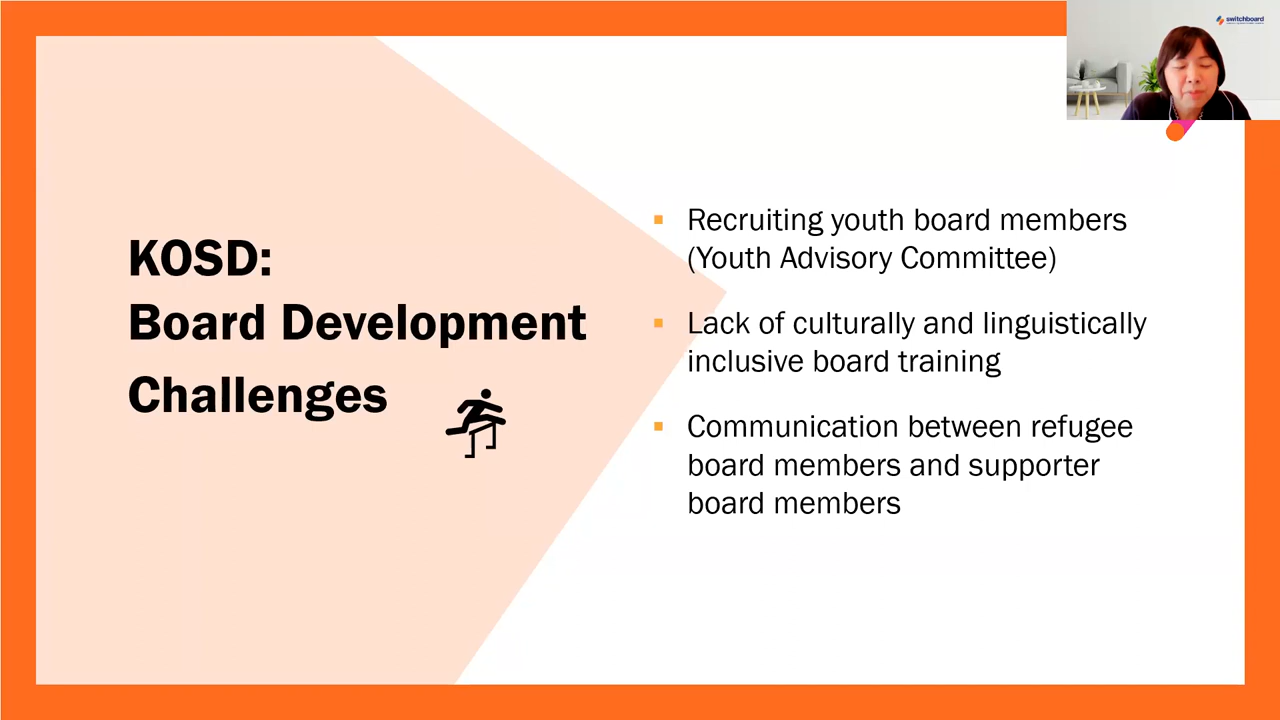 switchboard
KOSD:
Board Development
Challenges
▪ Recruiting youth board members
(Youth Advisory Committee)
▪ Lack of culturally and linguistically
inclusive board training
▪ Communication between refugee
board members and supporter
board members